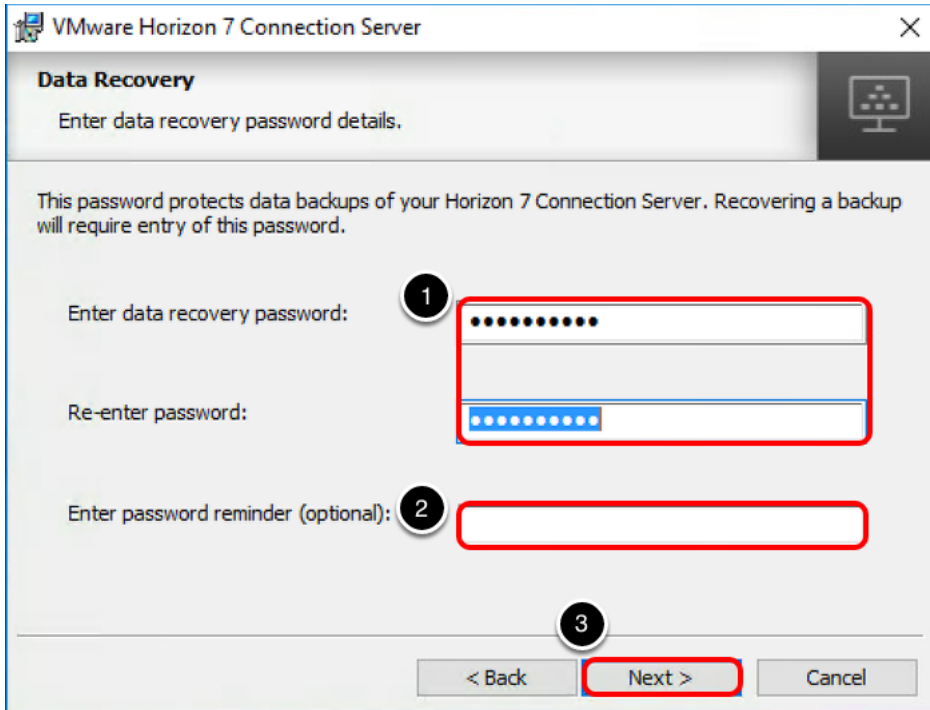 VMware Horizon 7 Connection Server
Data Recovery
Enter data recovery password details.
This password protects data backups of your Horizon 7 Connection Server. Recovering a backup
will require entry of this password.
1
Enter data recovery password:
••••••••••
Re-enter password:
••••••••••
Enter password reminder (optional):
2
3
< Back
Next >
Cancel